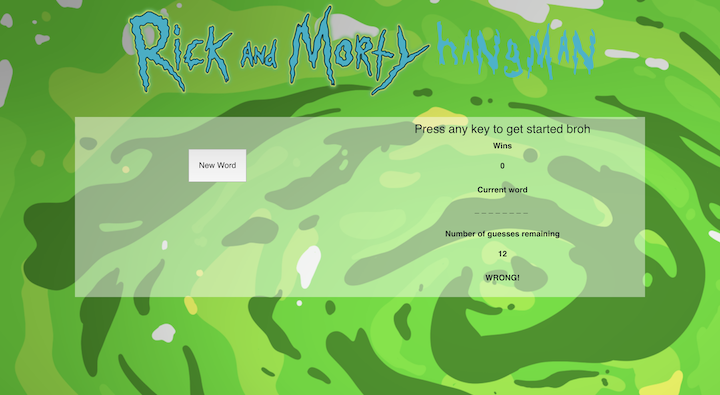 Rick and Morty hangman
Press any key to get started broh
New Word
Wins
0
Current word
_ _ _ _ _ _ _ _
Number of guesses remaining
12
WRONG!